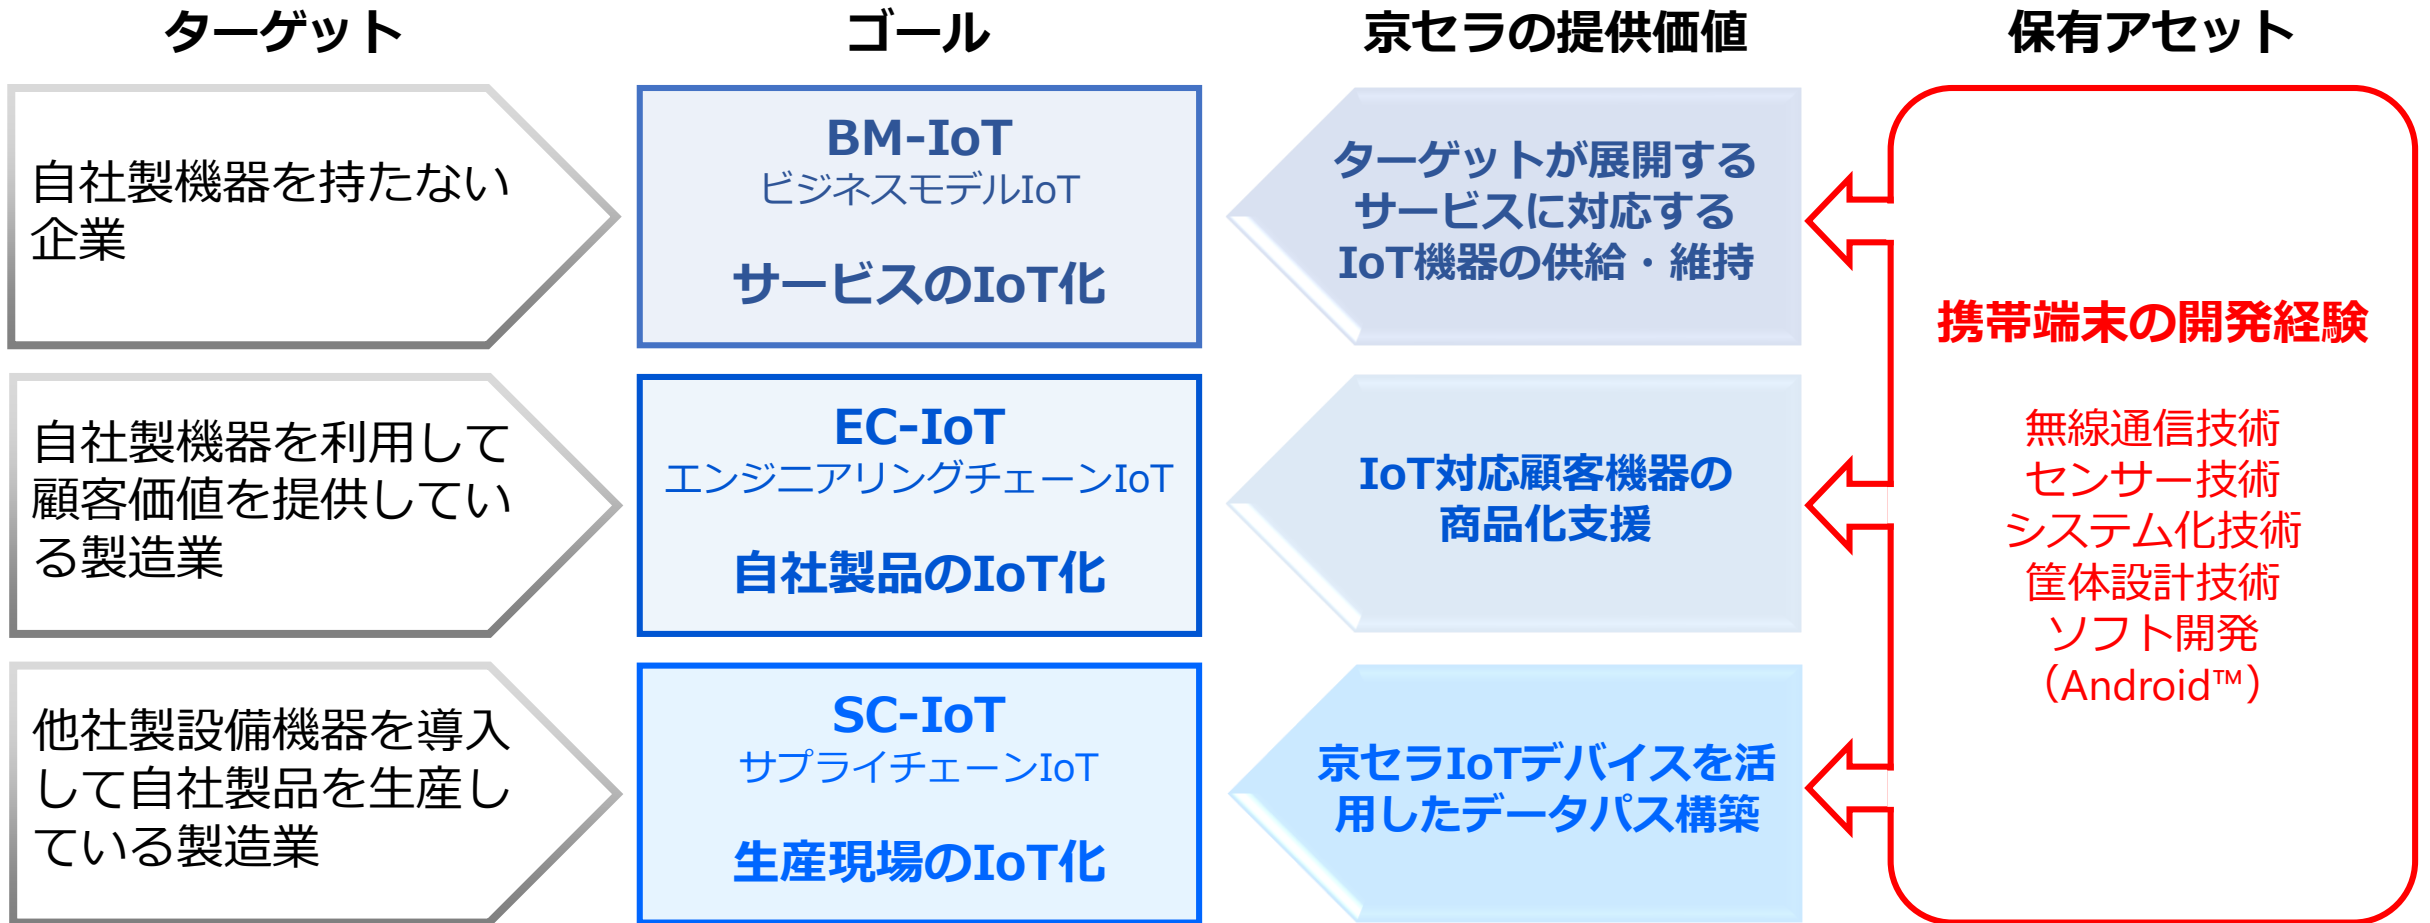 ターゲット
ゴール
京セラの提供価値
保有アセット
自社製機器を持たない
企業
BM-IoT
ビジネスモデルIoT
サービスのIoT化
ターゲットが展開する
サービスに対応する
IoT機器の供給・維持
自社製機器を利用して
顧客価値を提供してい
る製造業
EC-IoT
エンジニアリングチェーンIoT
自社製品のIoT化
IoT対応顧客機器の
商品化支援
他社製設備機器を導入
して自社製品を生産し
ている製造業
SC-IoT
サプライチェーンIoT
生産現場のIoT化
京セラIoTデバイスを活
用したデータパス構築
携帯端末の開発経験
無線通信技術
センサー技術
システム化技術
筐体設計技術
ソフト開発
（Android™）